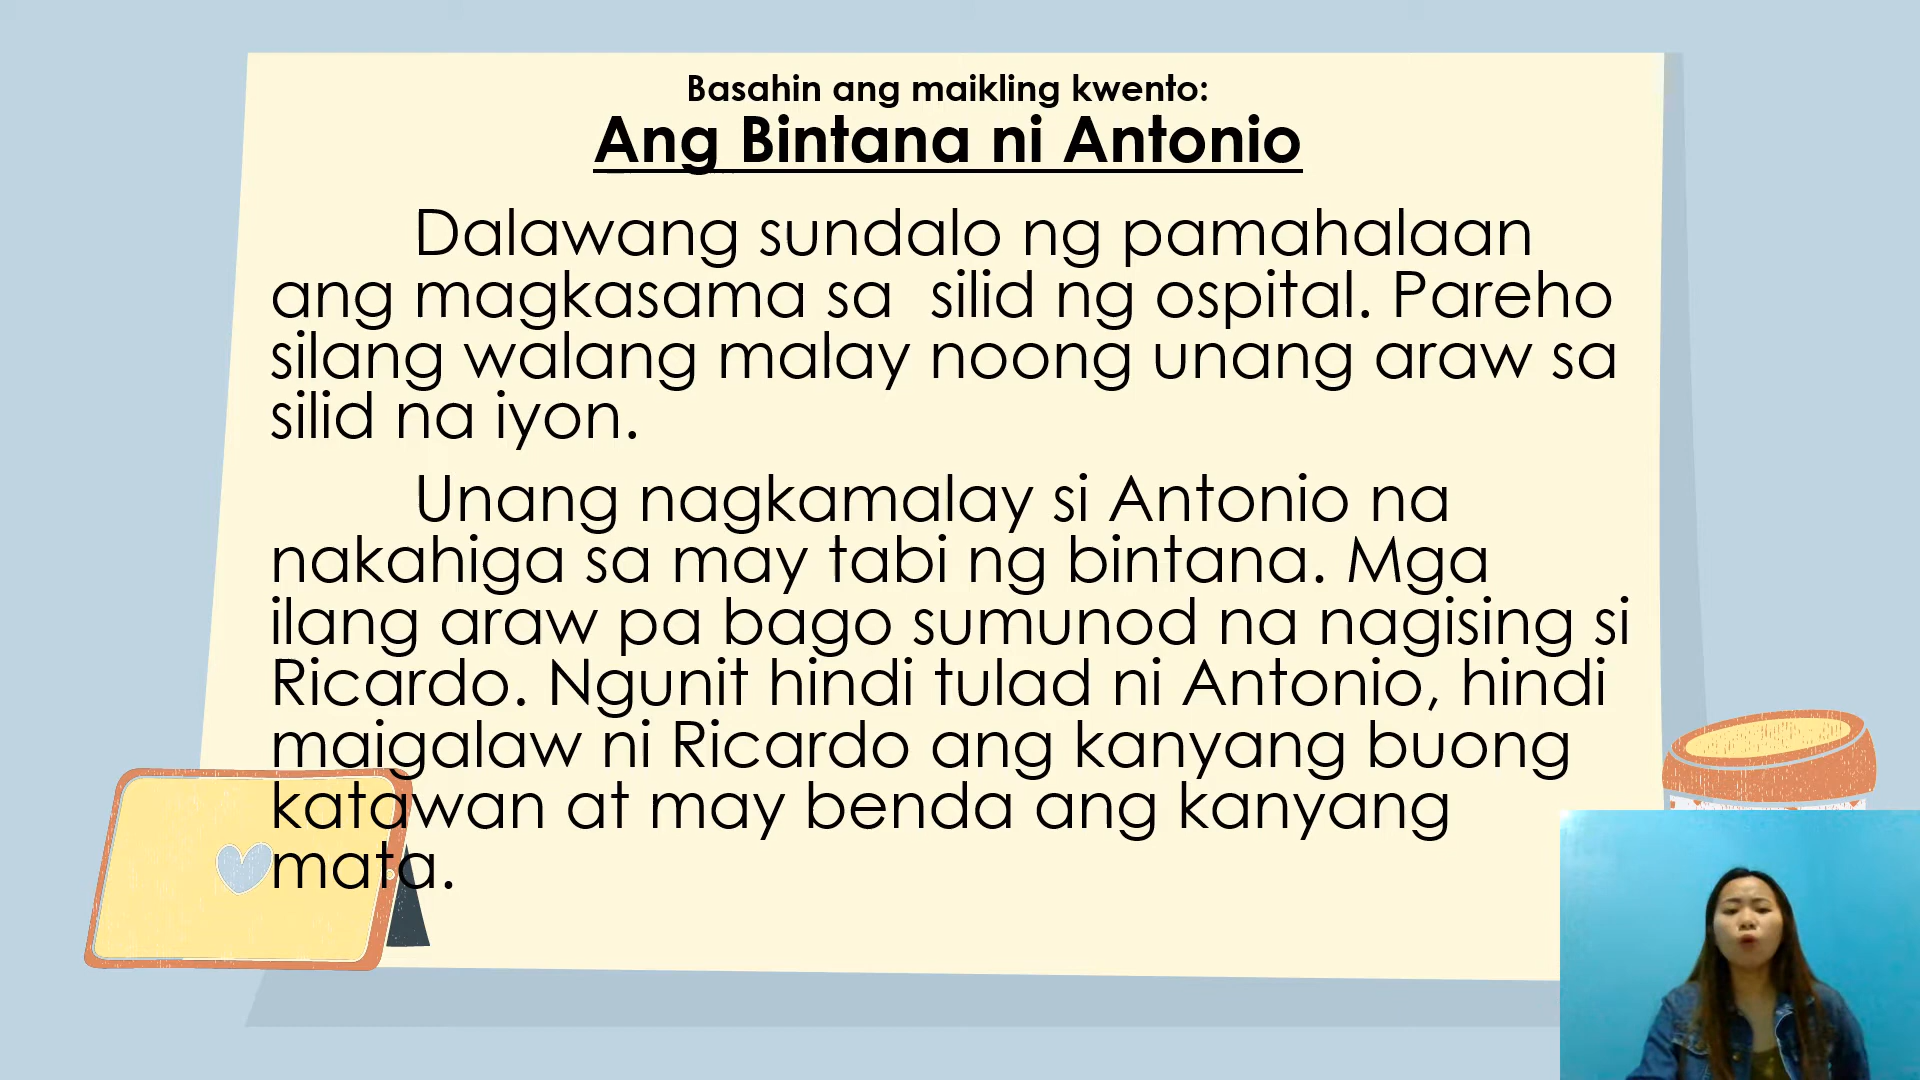 Basahin ang maikling kwento:
Ang Bintana ni Antonio
Dalawang sundalo ng pamahalaan
ang magkasama sa silid ng ospital. Pareho
silang walang malay noong unang araw sa
silid na iyon.
Unang nagkamalay si Antonio na
nakahiga sa may tabi ng bintana. Mga
ilang araw pa bago sumunod na nagising si
Ricardo. Ngunit hindi tulad ni Antonio, hindi
maigalaw ni Ricardo ang kanyang buong
katawan at may benda ang kanyang
mata.